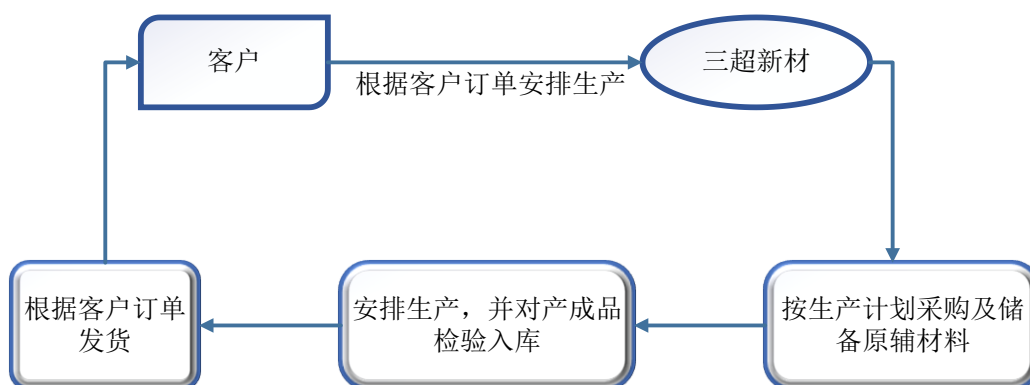 客户
三超新材
根据客户订单安排生产
根据客户订单
发货
安排生产，并对产成品
检验入库
按生产计划采购及储
备原辅材料